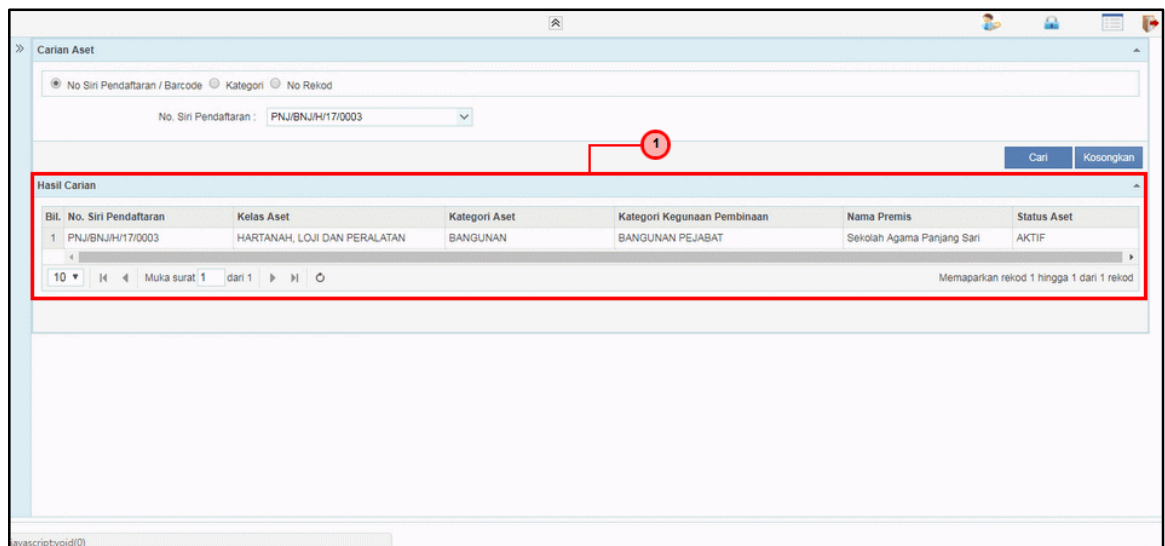 Carian Aset
No Siri Pendaftaran / Barcode Kategori No Rekod
No. Siri Pendaftaran : PNJ/BNJ/H/17/0003
1
Cari Kosongkan
Hasil Carian
Bil. No. Siri Pendaftaran Kelas Aset Kategori Aset Kategori Kegunaan Pembinaan Nama Premis Status Aset
1 PNJ/BNJ/H/17/0003 HARTANAH, LOJI DAN PERALATAN BANGUNAN BANGUNAN PEJABAT Sekolah Agama Panjang Sari AKTIF
10 Muka surat 1 dari 1 Memaparkan rekod 1 hingga 1 dari 1 rekod
javascript:void(0)